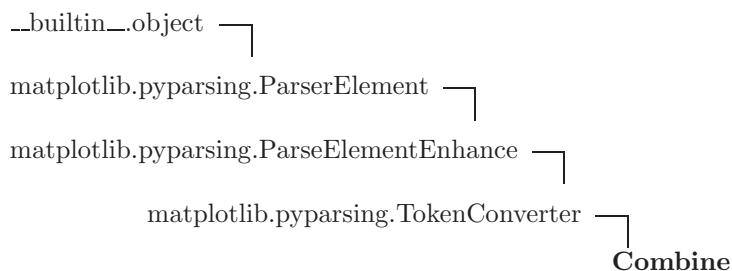 __builtin__.object
matplotlib.pyparsing.ParserElement
matplotlib.pyparsing.ParseElementEnhance
matplotlib.pyparsing.TokenConverter
Combine